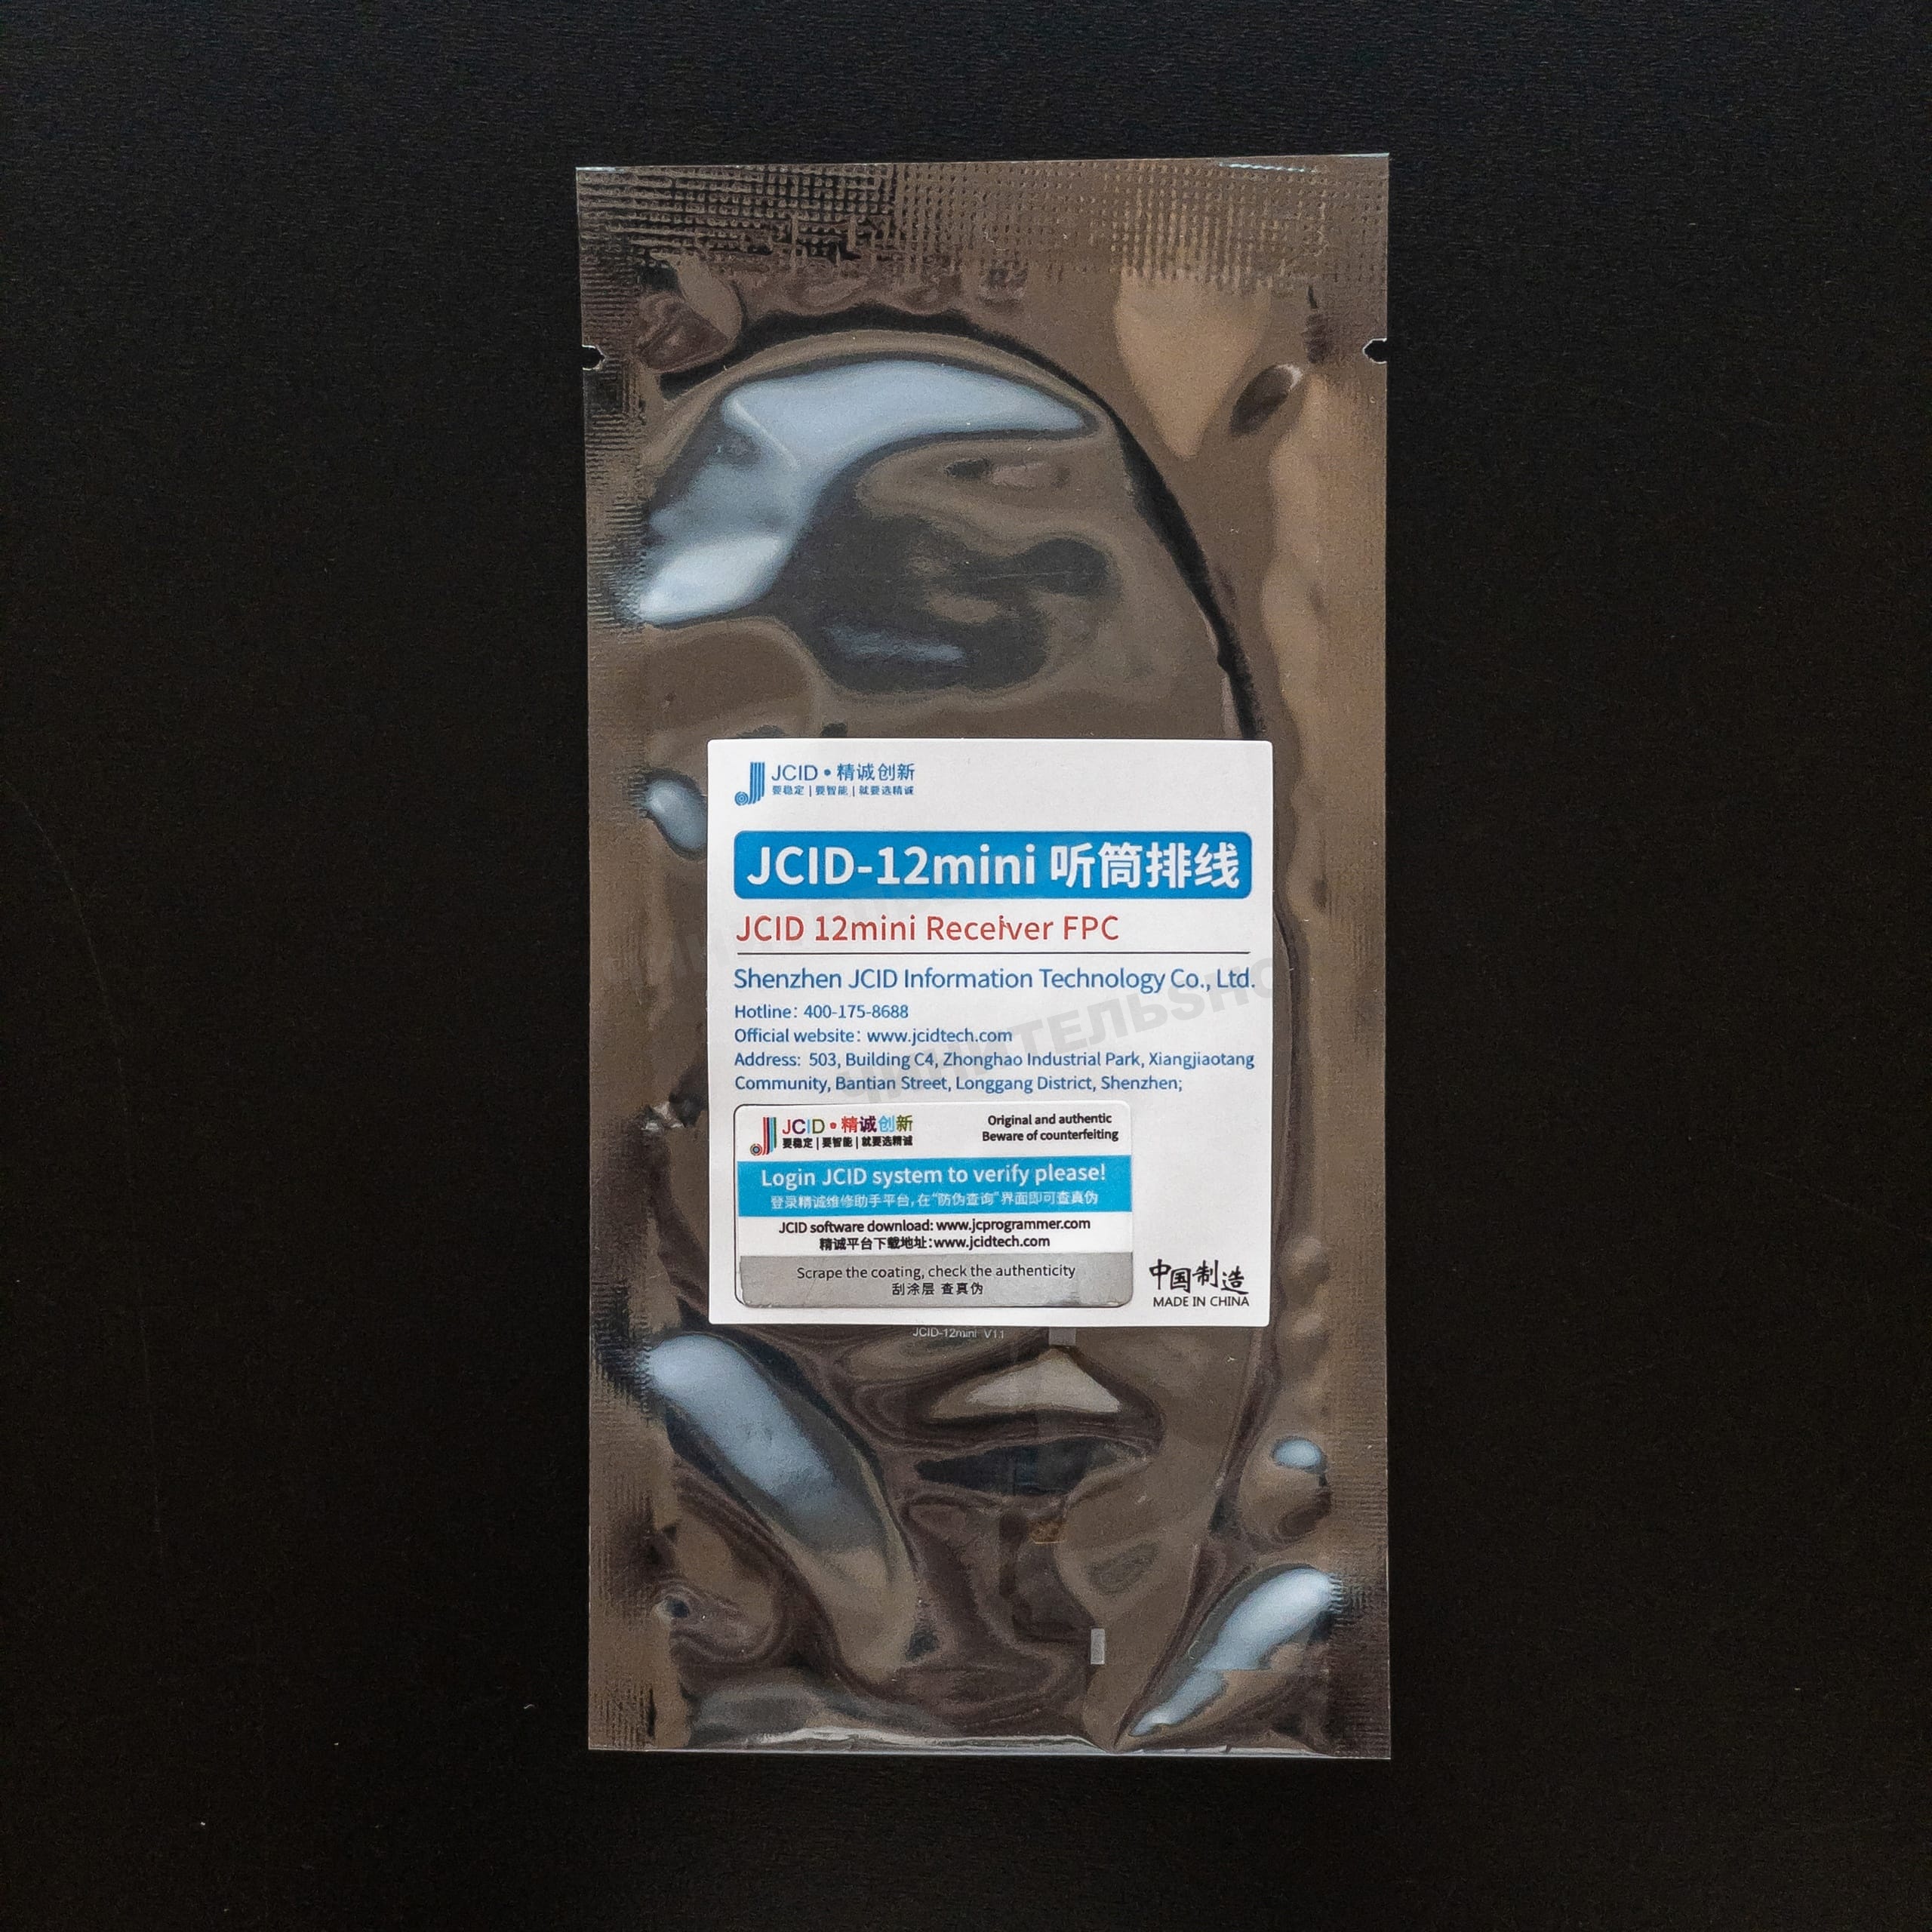 JCID·精诚创新
要稳定|要智能|就要选精诚
JCID-12mini 听筒排线
JCID 12mini Receiver FPC
Shenzhen JCID Information Technology Co., Ltd.
Hotline: 400-175-8688
Official website: www.jcidtech.com
Address: 503, Building C4, Zhonghao Industrial Park, Xiangjiaotang
Community, Bantian Street, Longgang District, Shenzhen;
JCID·精诚创新
要稳定|要智能|就要选精诚
Original and authentic
Beware of counterfeiting
Login JCID system to verify please!
登录精诚维修助手平台,在“防伪查询”界面即可查真伪
JCID software download: www.jcprogrammer.com
精诚平台下载地址:www.jcidtech.com
Scrape the coating, check the authenticity
刮涂层 查真伪
中国制造
MADE IN CHINA
JCID-12mini V1.1